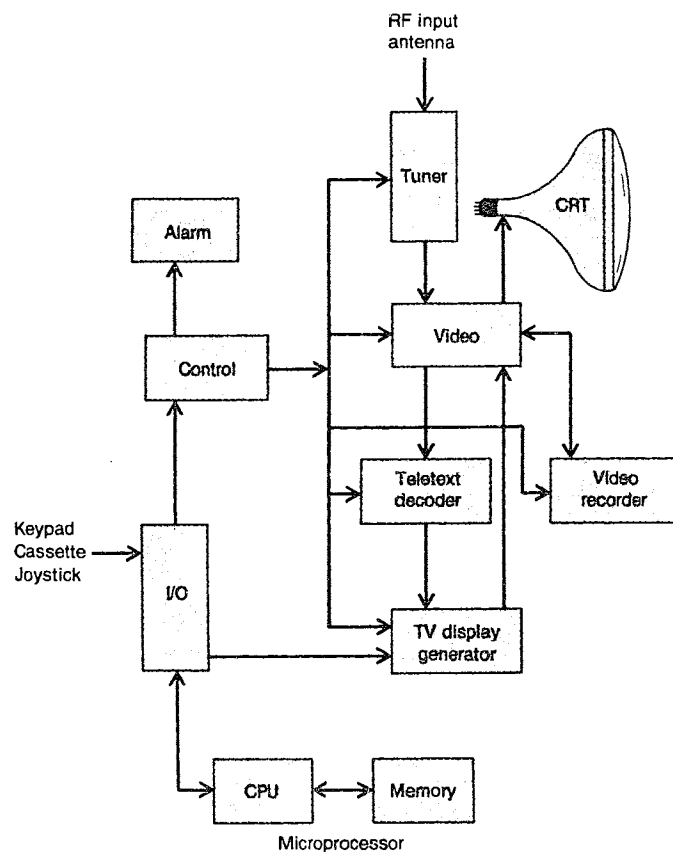 RF input
antenna
Tuner
CRT
Alarm
Video
Control
Teletext
decoder
Video
recorder
Keypad
Cassette
Joystick
I/O
TV display
generator
CPU
Memory
Microprocessor